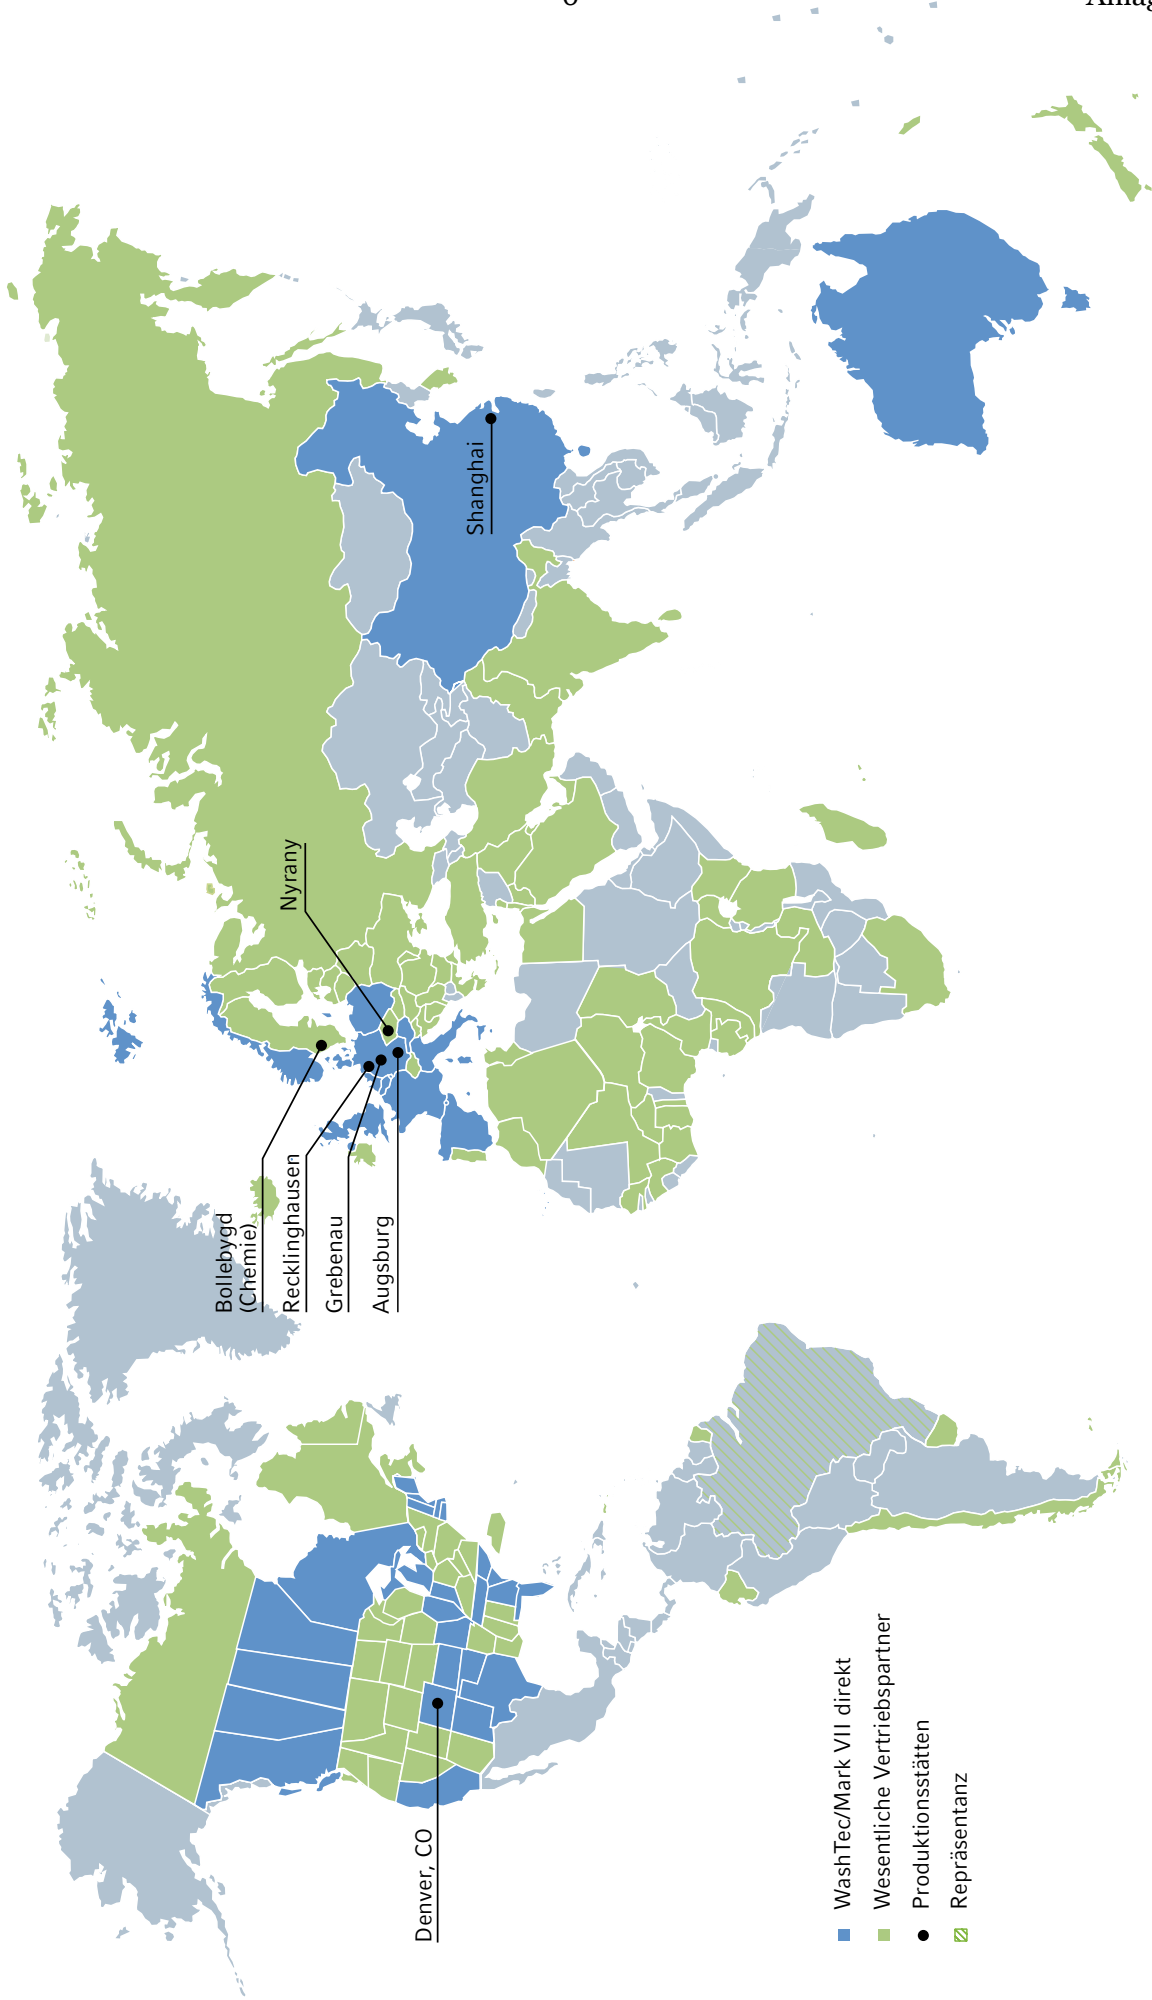 Bollebygd
(Chemie)
Recklinghausen
Grebenau
Augsburg
Nyrany
Shanghai
Denver, CO
WashTec/Mark VII direkt
Wesentliche Vertriebspartner
Produktionsstätten
Repräsentanz